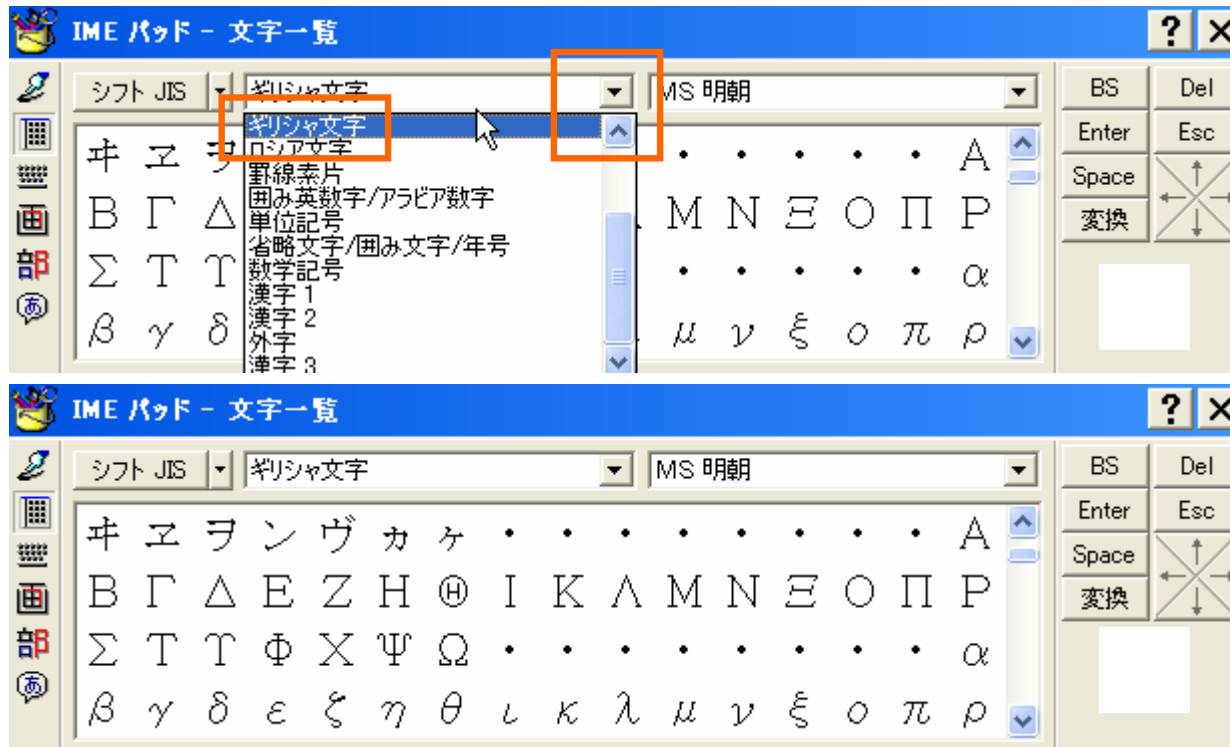 IME パッド - 文字一覧
シフト JIS ギリシャ文字 MS 明朝 BS Del
ギリシャ文字 Enter Esc
ヰ ヱ ヲ ロシア文字 ・ ・ ・ ・ ・ Α
罫線素片 Space
囲み英数字/アラビア数字
Β Γ Δ 単位記号 Μ Ν Ξ Ο Π Ρ 変換
省略文字/囲み文字/年号
Σ Τ Υ 数学記号 ・ ・ ・ ・ ・ α
漢字 1
β γ δ 漢字 2 μ ν ξ ο π ρ
外字
漢字 3
画
部
あ
IME パッド - 文字一覧
シフト JIS ギリシャ文字 MS 明朝 BS Del
Enter Esc
ヰ ヱ ヲ ン ヴ ヵ ヶ ・ ・ ・ ・ ・ ・ ・ ・ Α
Space
Β Γ Δ Ε Ζ Η Θ Ι Κ Λ Μ Ν Ξ Ο Π Ρ 変換
Σ Τ Υ Φ Χ Ψ Ω ・ ・ ・ ・ ・ ・ ・ ・ α
β γ δ ε ζ η θ ι κ λ μ ν ξ ο π ρ
画
部
あ